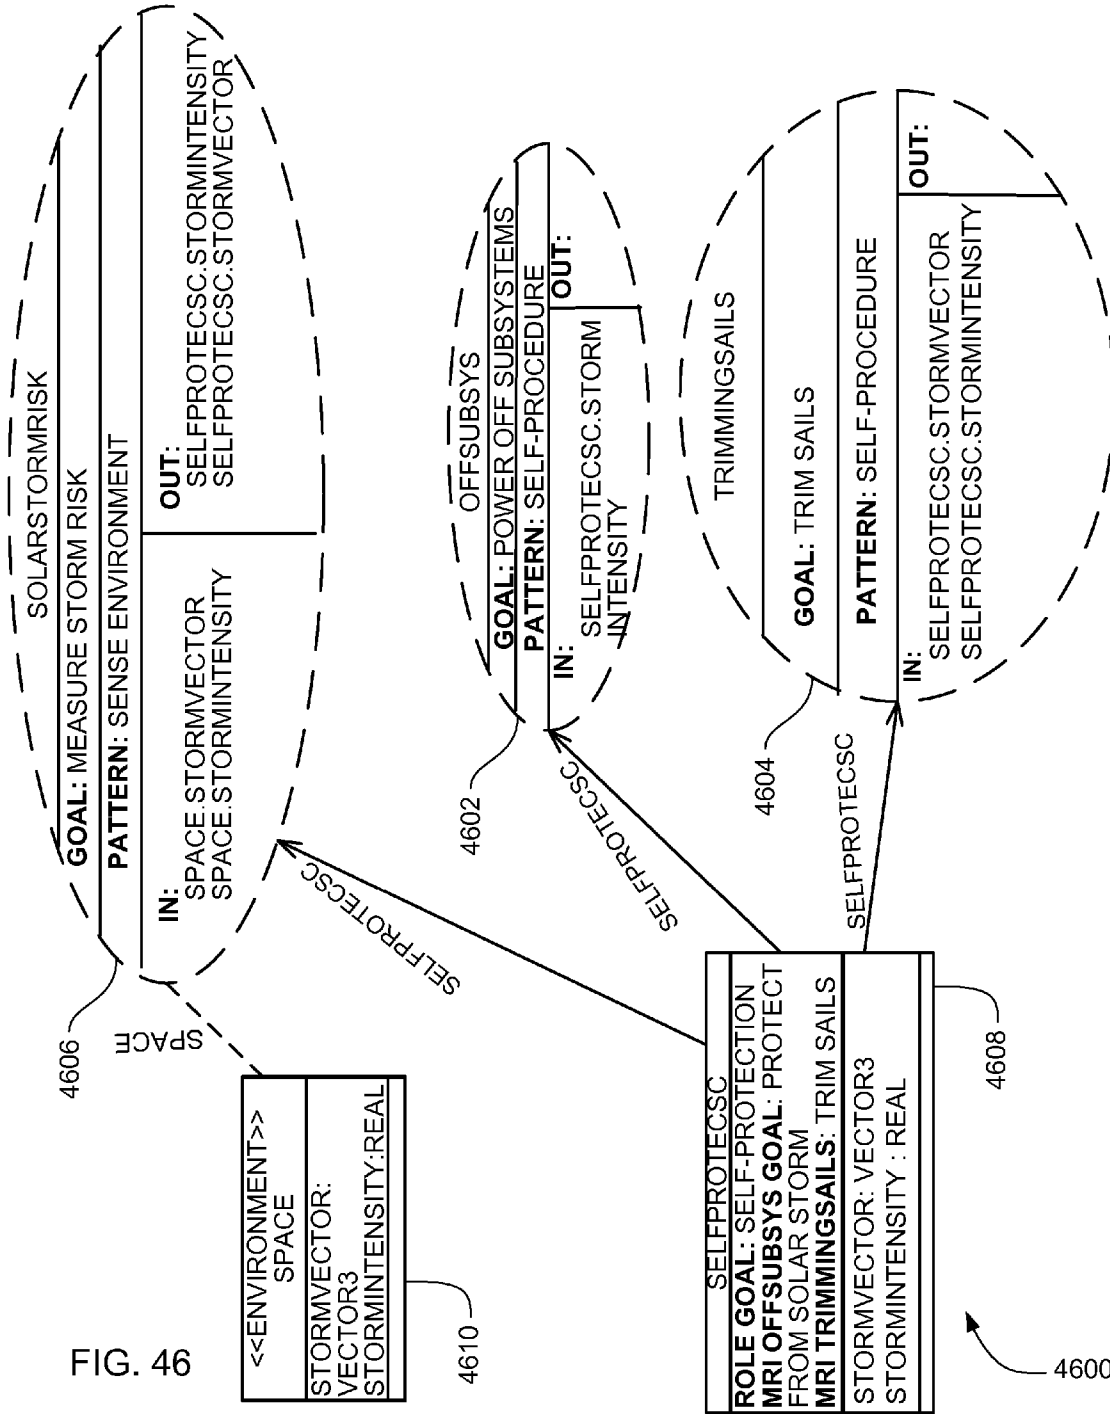 SOLARSTORMRISK
GOAL: MEASURE STORM RISK
PATTERN: SENSE ENVIRONMENT
IN:
SPACE.STORMVECTOR
SPACE.STORMINTENSITY
OUT:
SELFPROTECSC.STORMINTENSITY
SELFPROTECSC.STORMVECTOR
4606
SPACE
<<ENVIRONMENT>>
SPACE
STORMVECTOR:
VECTOR3
STORMINTENSITY:REAL
4610
FIG. 46
SELFPROTECSC
OFFSUBSYS
GOAL: POWER OFF SUBSYSTEMS
PATTERN: SELF-PROCEDURE
IN:
SELFPROTECSC.STORM
INTENSITY
OUT:
4602
SELFPROTECSC
TRIMMINGSAILS
GOAL: TRIM SAILS
PATTERN: SELF-PROCEDURE
IN:
SELFPROTECSC.STORMVECTOR
SELFPROTECSC.STORMINTENSITY
OUT:
4604
SELFPROTECSC
SELFPROTECSC
ROLE GOAL: SELF-PROTECTION
MRI OFFSUBSYS GOAL: PROTECT
FROM SOLAR STORM
MRI TRIMMINGSAILS: TRIM SAILS
STORMVECTOR: VECTOR3
STORMINTENSITY : REAL
4608
4600